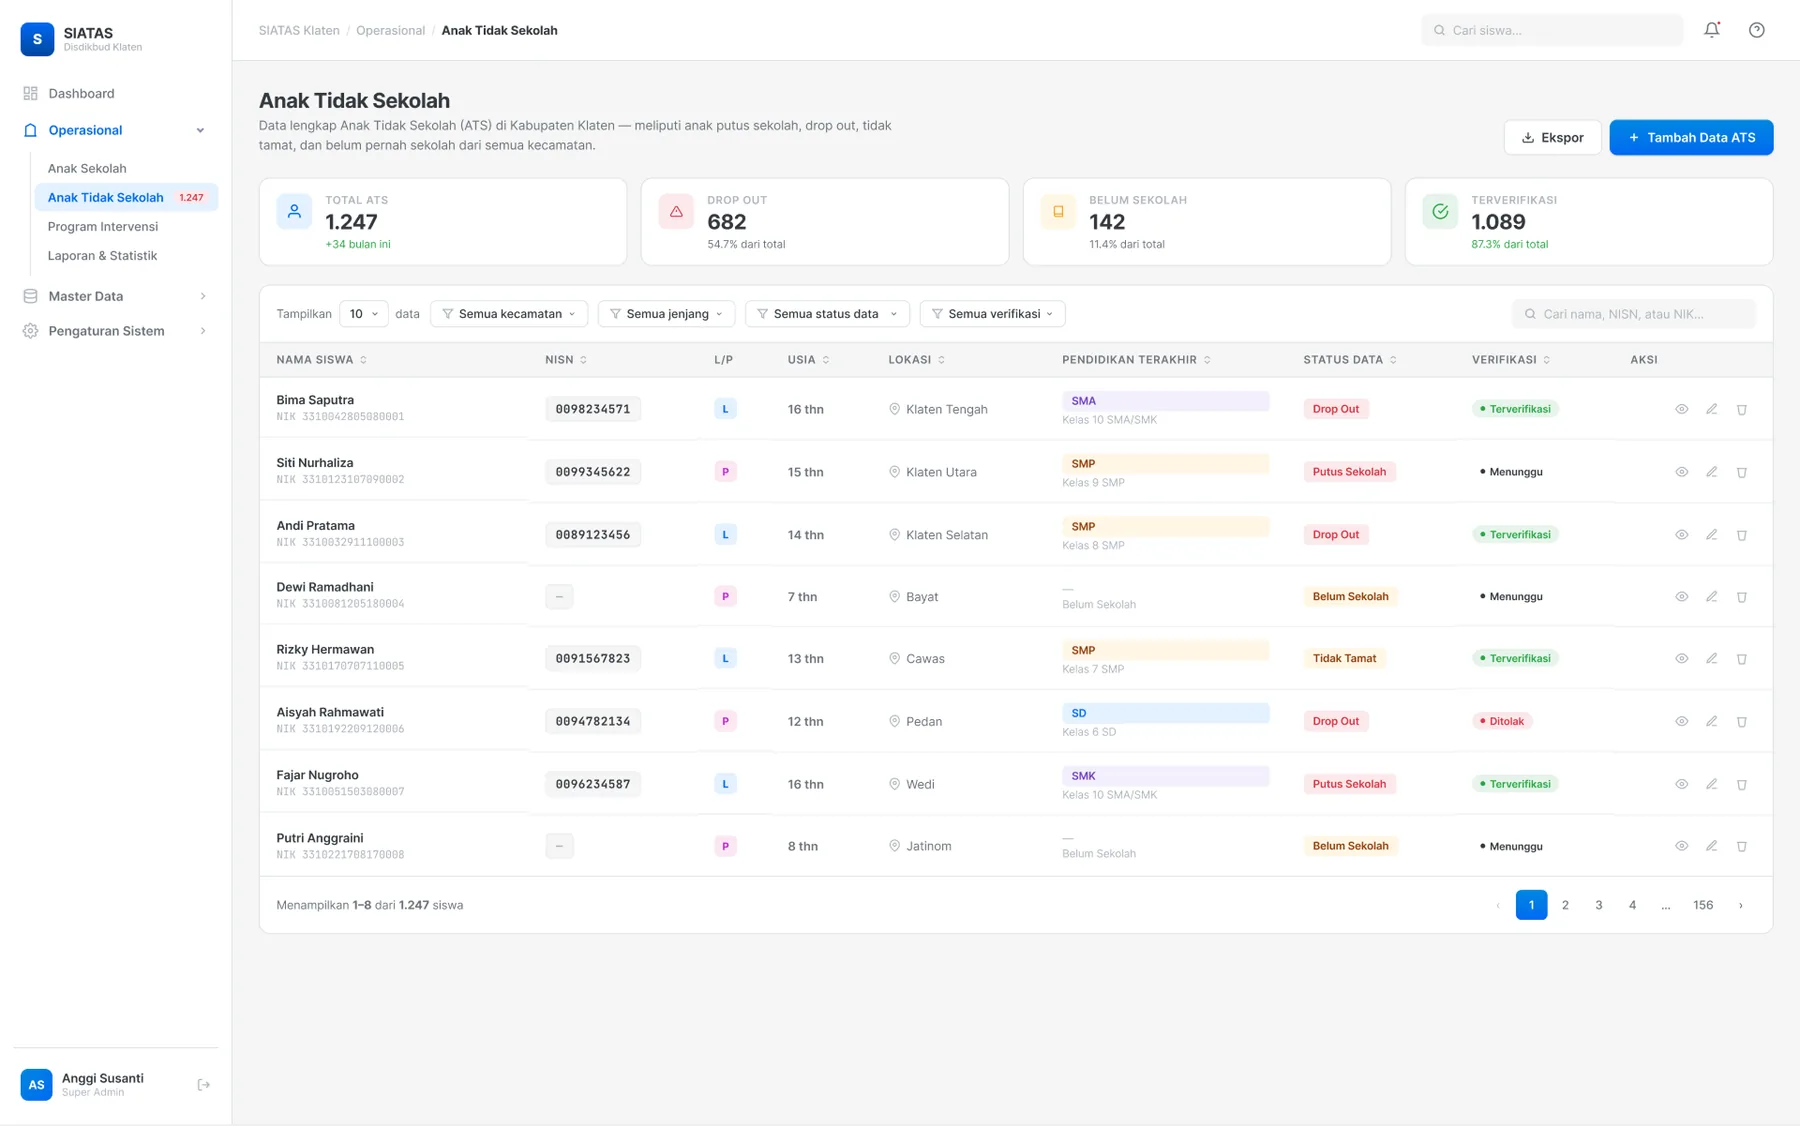 S
SIATAS
Disdikbud Klaten
Dashboard
Operasional
Anak Sekolah
Anak Tidak Sekolah 1.247
Program Intervensi
Laporan & Statistik
Master Data
Pengaturan Sistem
AS
Anggi Susanti
Super Admin
SIATAS Klaten / Operasional / Anak Tidak Sekolah
Cari siswa...
Anak Tidak Sekolah
Data lengkap Anak Tidak Sekolah (ATS) di Kabupaten Klaten — meliputi anak putus sekolah, drop out, tidak
tamat, dan belum pernah sekolah dari semua kecamatan.
Ekspor
+ Tambah Data ATS
TOTAL ATS
1.247
+34 bulan ini
DROP OUT
682
54.7% dari total
BELUM SEKOLAH
142
11.4% dari total
TERVERIFIKASI
1.089
87.3% dari total
Tampilkan 10 data Semua kecamatan Semua jenjang Semua status data Semua verifikasi Cari nama, NISN, atau NIK...
NAMA SISWA NISN L/P USIA LOKASI PENDIDIKAN TERAKHIR STATUS DATA VERIFIKASI AKSI
Bima Saputra
NIK 3310042805080001
0098234571 L 16 thn Klaten Tengah
SMA
Kelas 10 SMA/SMK
Drop Out Terverifikasi
Siti Nurhaliza
NIK 3310123107090002
0099345622 P 15 thn Klaten Utara
SMP
Kelas 9 SMP
Putus Sekolah Menunggu
Andi Pratama
NIK 3310032911100003
0089123456 L 14 thn Klaten Selatan
SMP
Kelas 8 SMP
Drop Out Terverifikasi
Dewi Ramadhani
NIK 3310081205180004
— P 7 thn Bayat
—
Belum Sekolah
Belum Sekolah Menunggu
Rizky Hermawan
NIK 3310170707110005
0091567823 L 13 thn Cawas
SMP
Kelas 7 SMP
Tidak Tamat Terverifikasi
Aisyah Rahmawati
NIK 3310192209120006
0094782134 P 12 thn Pedan
SD
Kelas 6 SD
Drop Out Ditolak
Fajar Nugroho
NIK 3310051503080007
0096234587 L 16 thn Wedi
SMK
Kelas 10 SMA/SMK
Putus Sekolah Terverifikasi
Putri Anggraini
NIK 3310221708170008
— P 8 thn Jatinom
—
Belum Sekolah
Belum Sekolah Menunggu
Menampilkan 1–8 dari 1.247 siswa
‹ 1 2 3 4 ... 156 ›